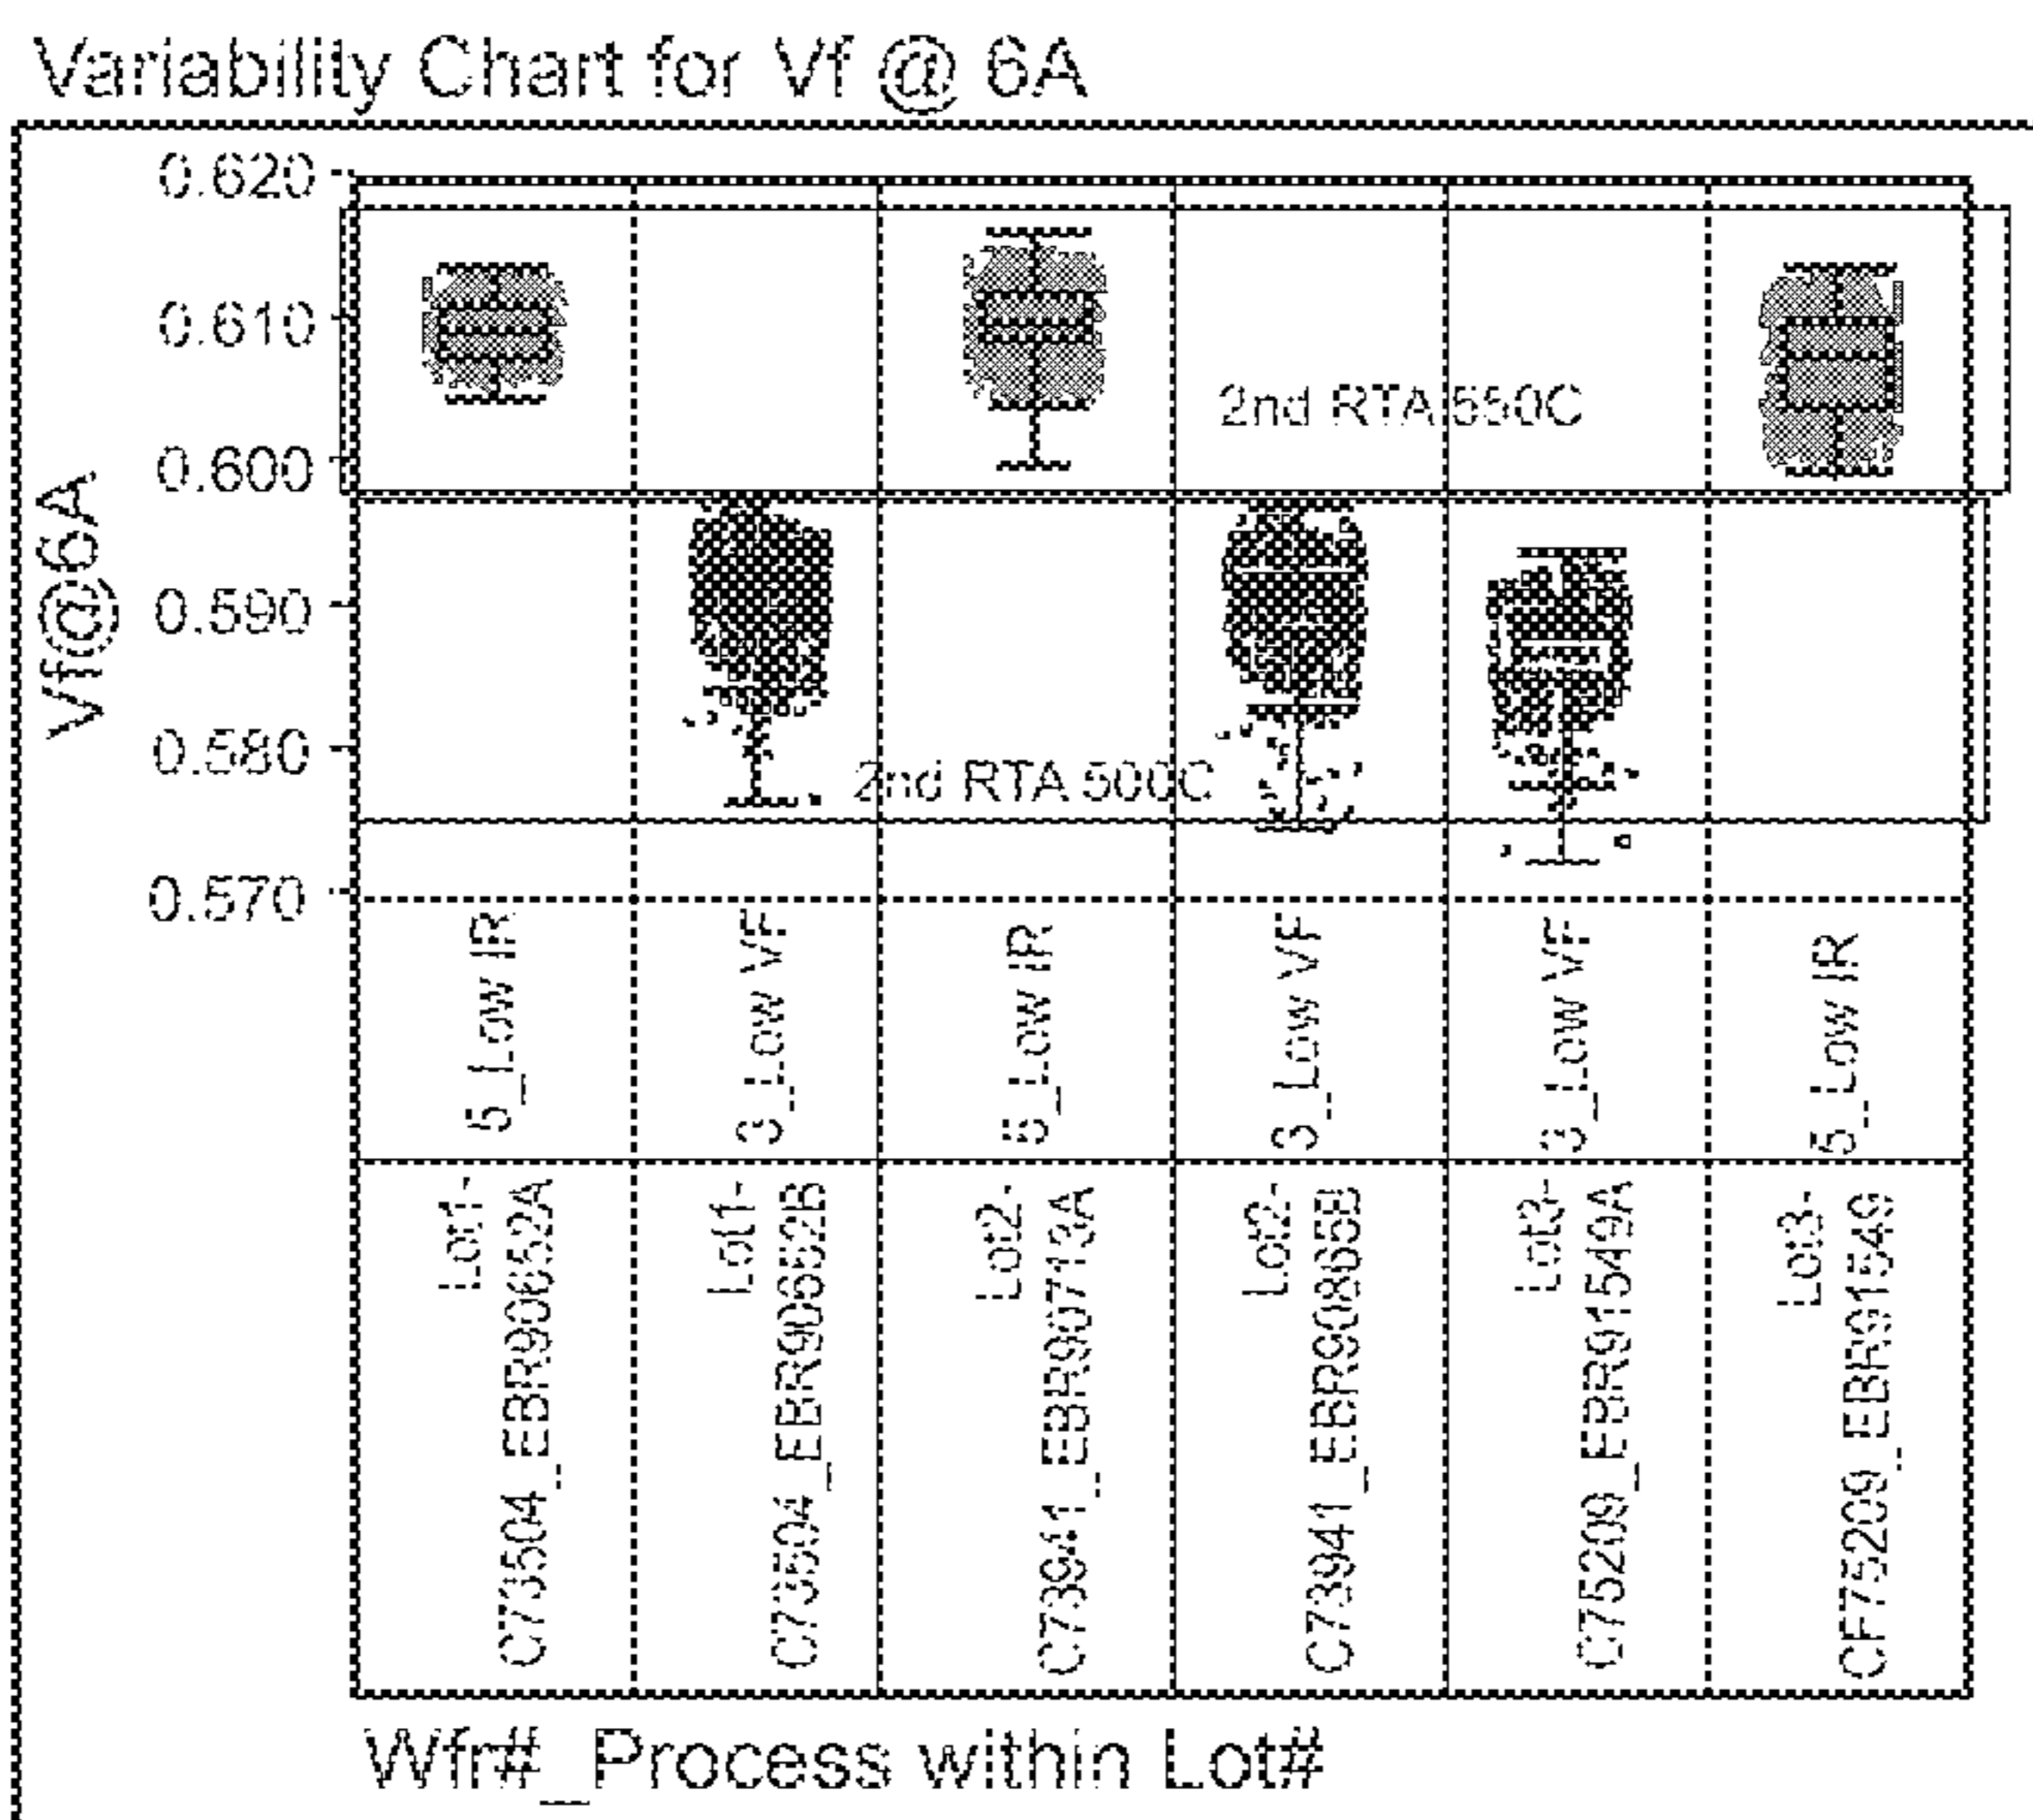 Variability Chart for Vf @ 6A
0.620
0.610
0.600
0.590
0.580
0.570
Vf@6A
2nd RTA 550C
2nd RTA 500C
5_Low IR
3_Low VF
5_Low IR
3_Low VF
3_Low VF
5_Low IR
Lot1-
C73504_EBR90652A
Lot1-
C73504_EBR90652B
Lot2-
C73941_EBR90713A
Lot2-
C73941_EBR90865B
Lot3-
C75209_EBR91549A
Lot3-
CF75209_EBR91549
Wfr#_Process within Lot#